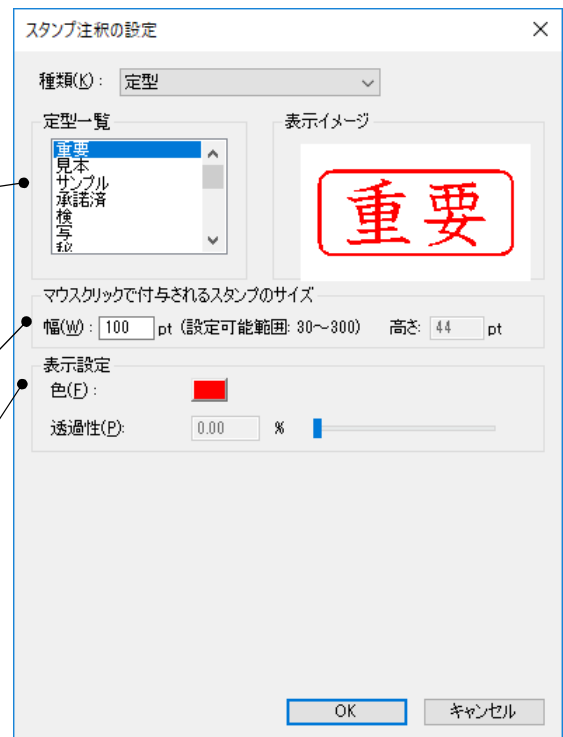 スタンプ注釈の設定
種類(K): 定型
定型一覧
重要
見本
サンプル
承諾済
検
写
秘
表示イメージ
重要
マウスクリックで付与されるスタンプのサイズ
幅(W): 100 pt (設定可能範囲: 30～300) 高さ: 44 pt
表示設定
色(F):
透過性(P): 0.00 %
OK キャンセル